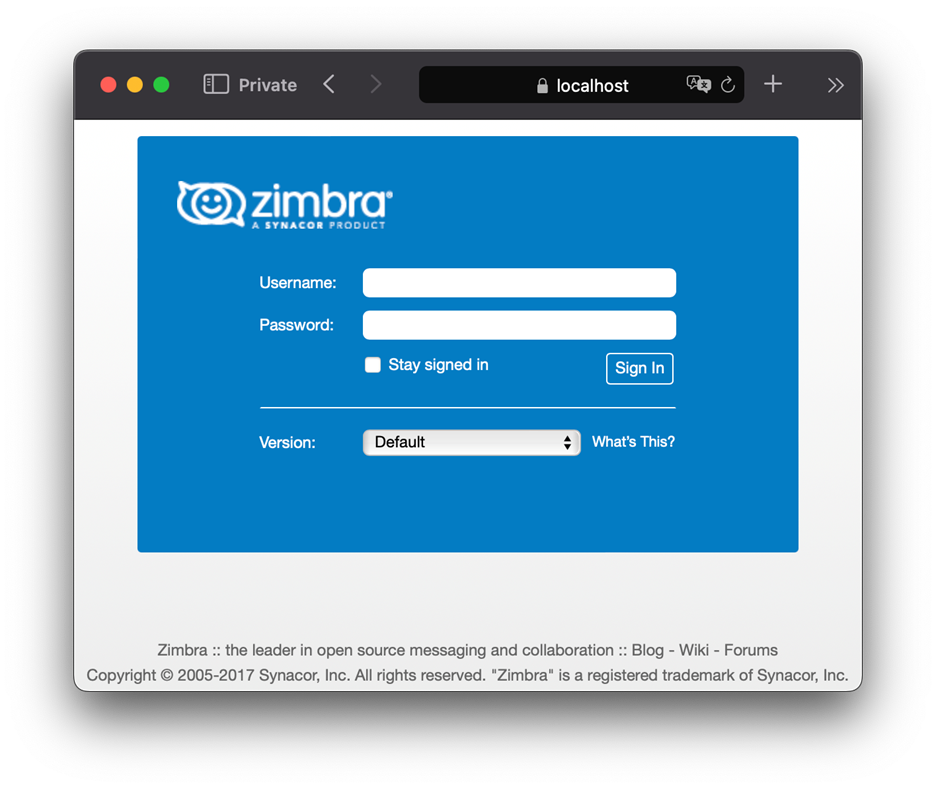 Private
localhost
zimbra®
A SYNACOR PRODUCT
Username:
Password:
Stay signed in
Sign In
Version:
Default
What's This?
Zimbra :: the leader in open source messaging and collaboration :: Blog - Wiki - Forums
Copyright © 2005-2017 Synacor, Inc. All rights reserved. "Zimbra" is a registered trademark of Synacor, Inc.